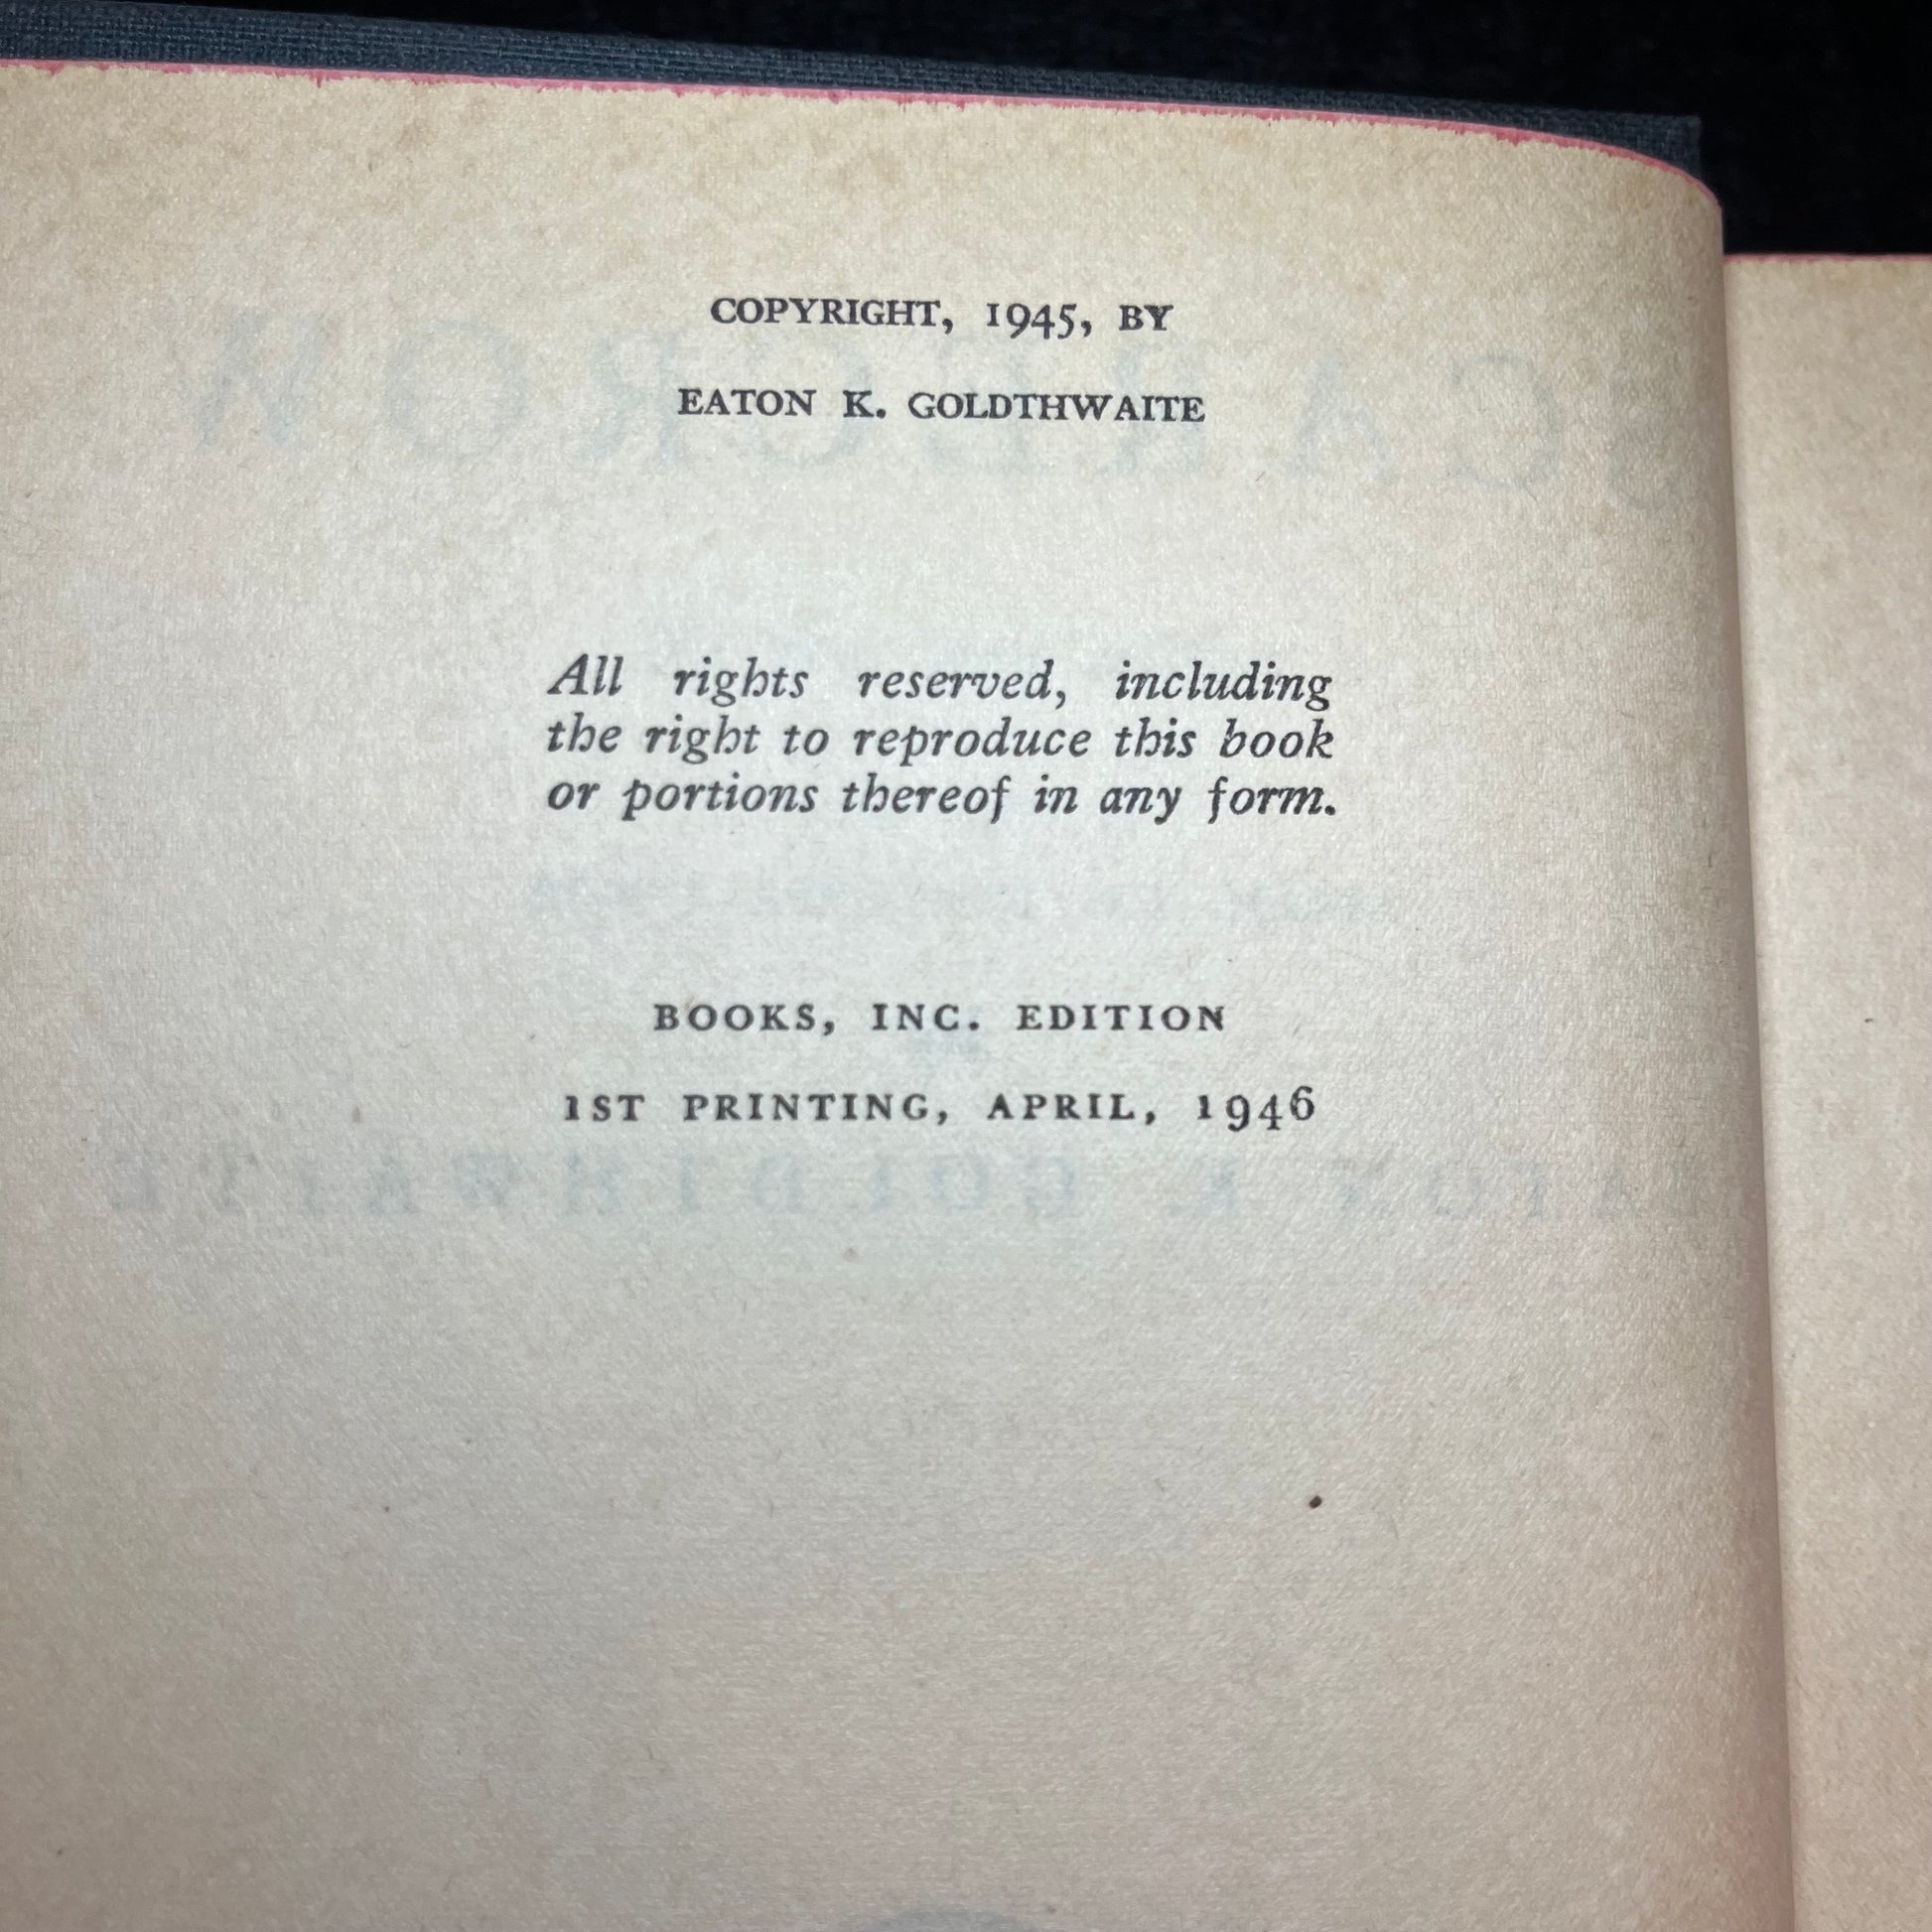 COPYRIGHT, 1945, BY
EATON K. GOLDTHWAITE
All rights reserved, including
the right to reproduce this book
or portions thereof in any form.
BOOKS, INC. EDITION
1ST PRINTING, APRIL, 1946